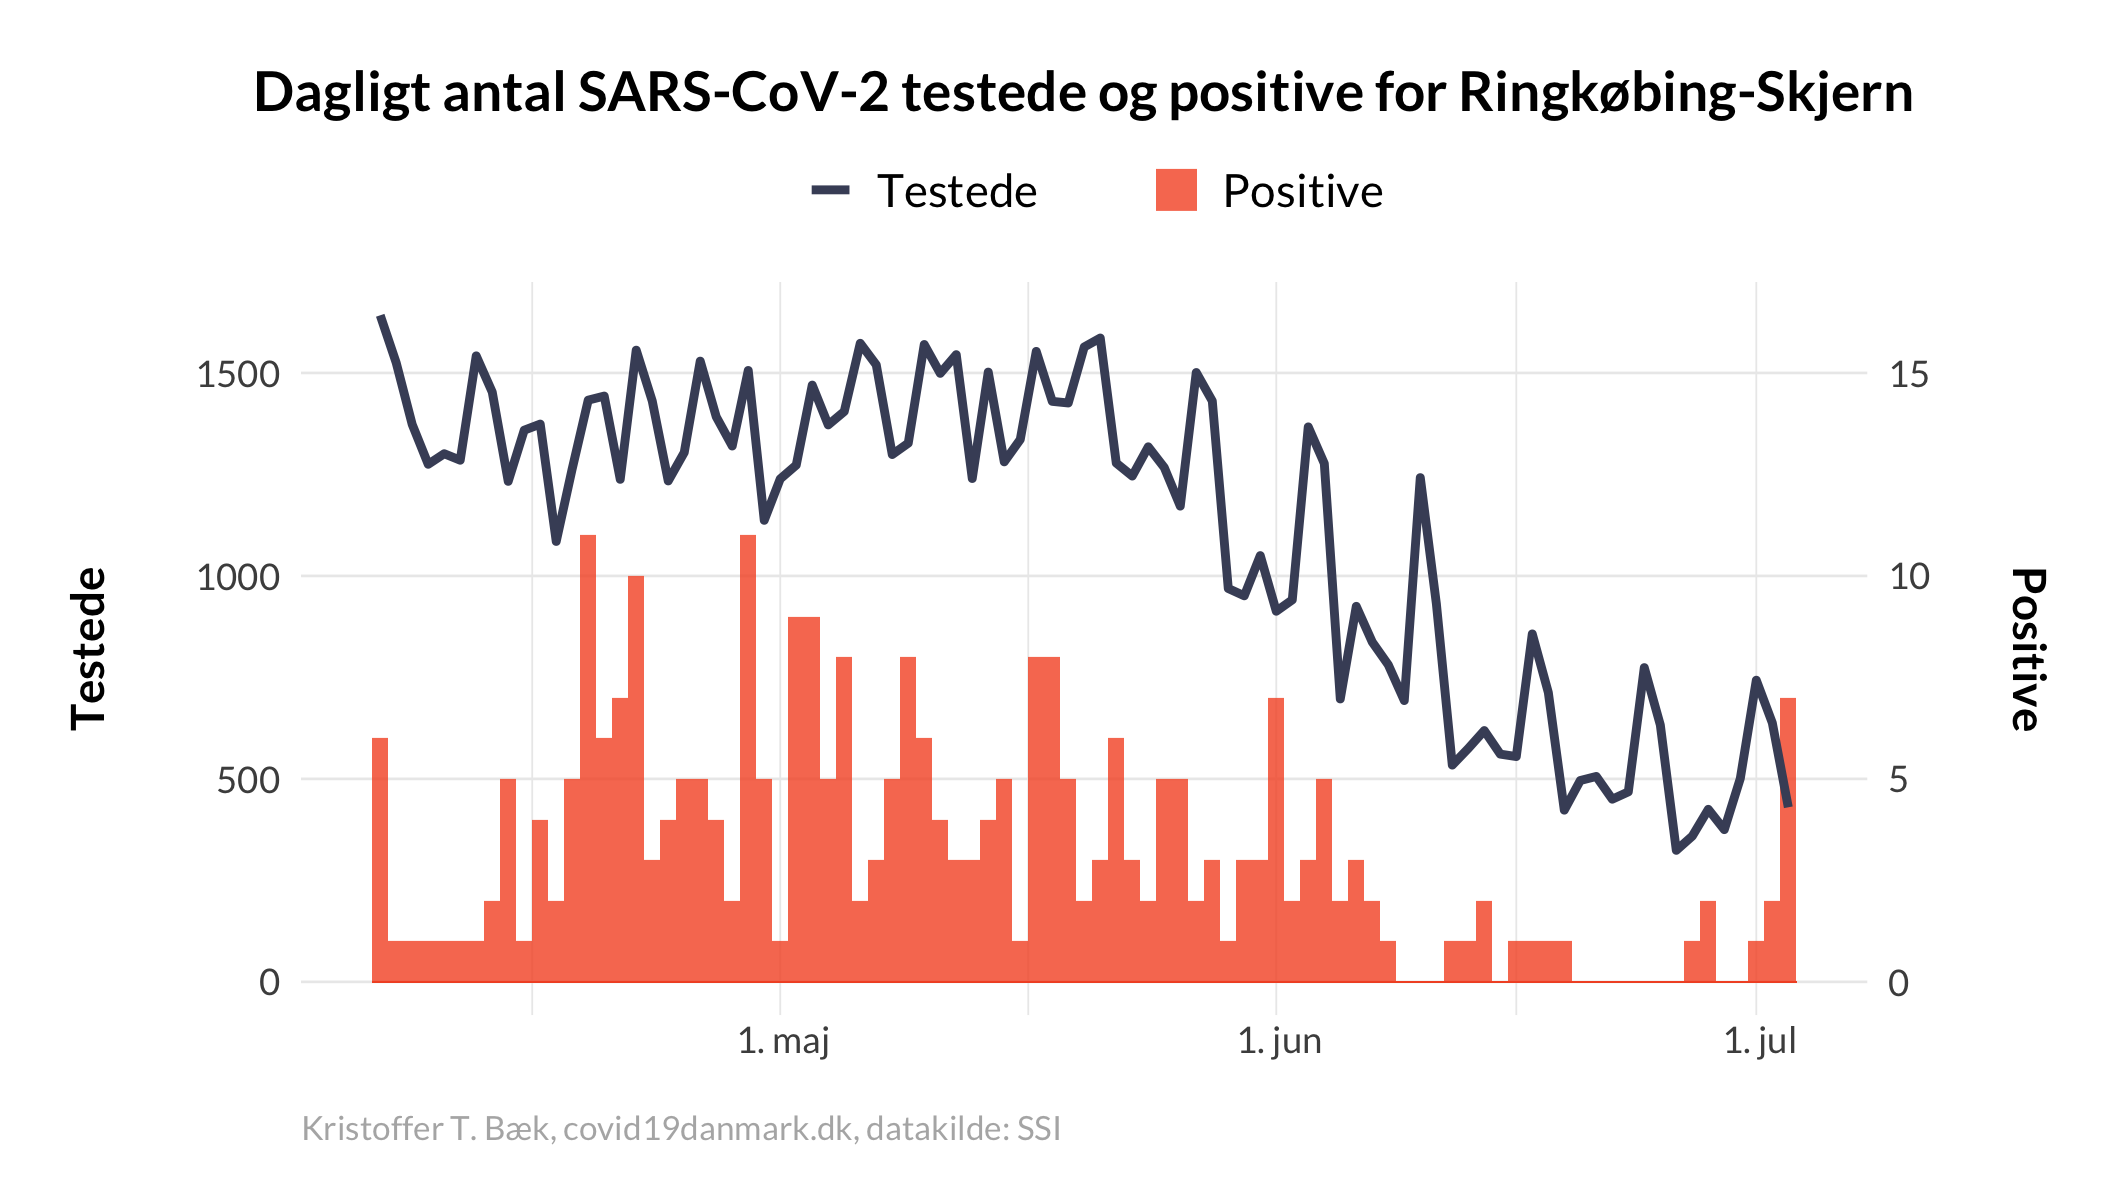 Dagligt antal SARS-CoV-2 testede og positive for Ringkøbing-Skjern
Testede Positive
1500 15
1000 10
500 5
0 0
Testede
Positive
1. maj 1. jun 1. jul
Kristoffer T. Bæk, covid19danmark.dk, datakilde: SSI